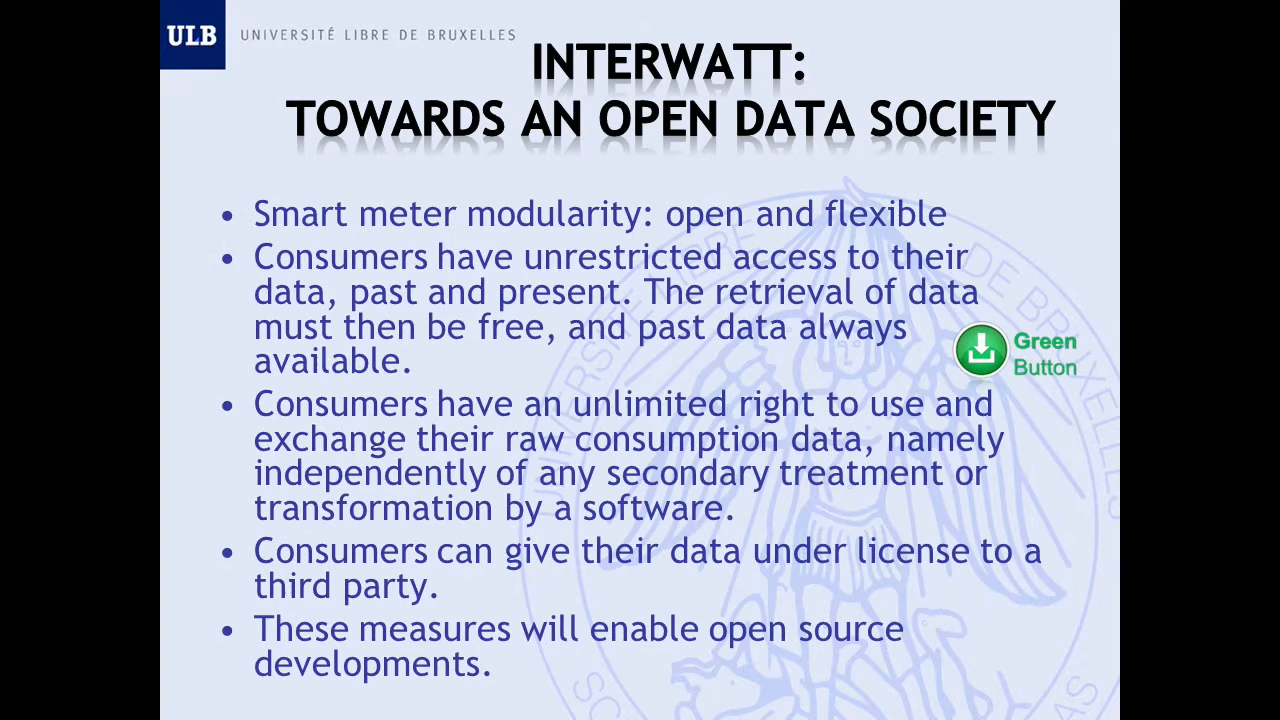 ULB UNIVERSITÉ LIBRE DE BRUXELLES
INTERWATT:
TOWARDS AN OPEN DATA SOCIETY
• Smart meter modularity: open and flexible
• Consumers have unrestricted access to their
data, past and present. The retrieval of data
must then be free, and past data always
available.
Green
Button
• Consumers have an unlimited right to use and
exchange their raw consumption data, namely
independently of any secondary treatment or
transformation by a software.
• Consumers can give their data under license to a
third party.
• These measures will enable open source
developments.